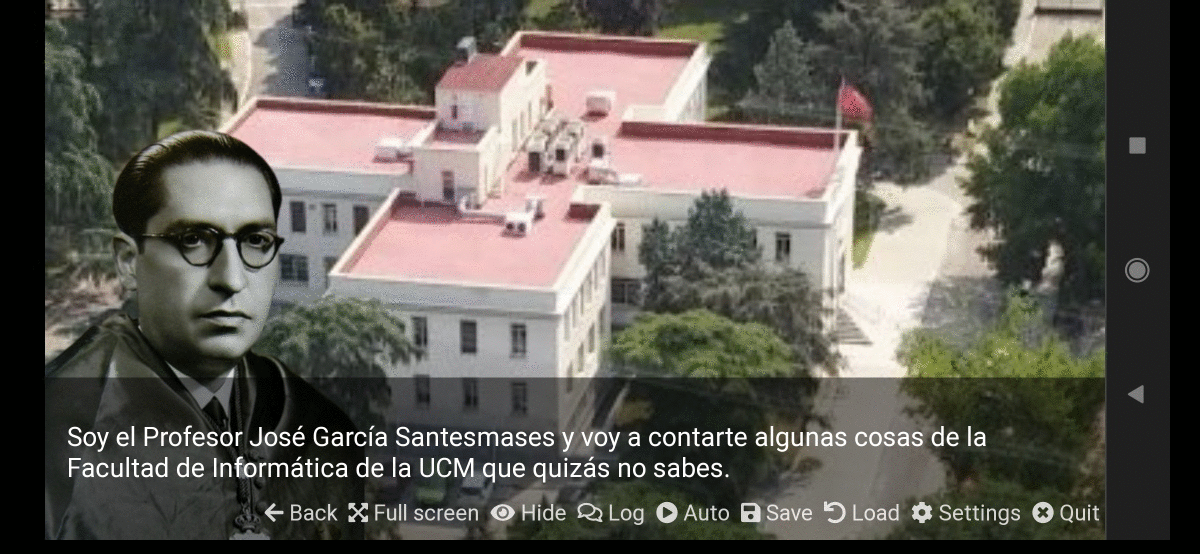 Soy el Profesor José García Santesmases y voy a contarte algunas cosas de la
Facultad de Informática de la UCM que quizás no sabes.
Back Full screen Hide Log Auto Save Load Settings Quit